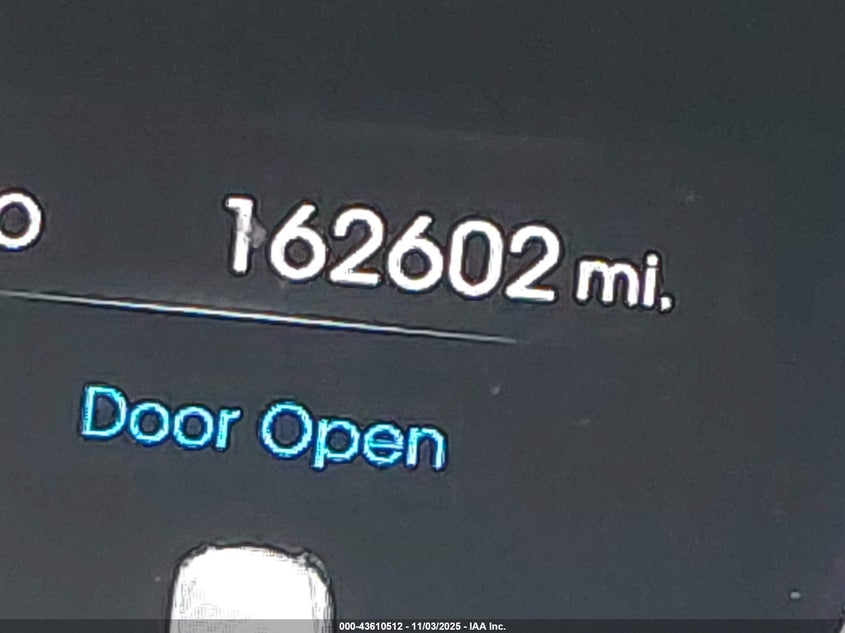 O 162602 mi.
Door Open
000-43610512 - 11/03/2025 - IAA Inc.